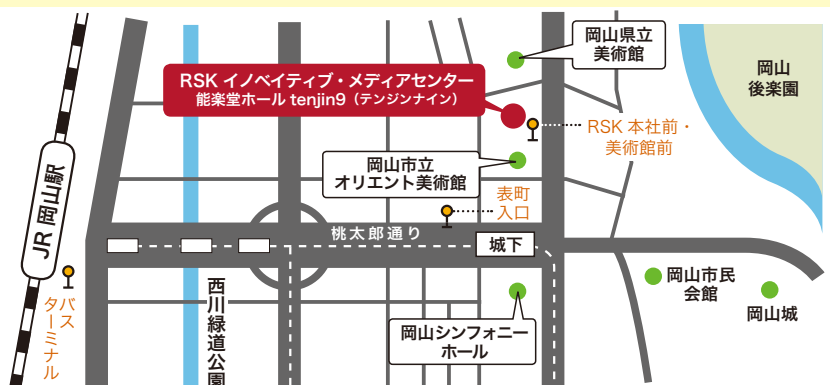 岡山県立
美術館
岡山
後楽園
RSK イノベイティブ・メディアセンター
能楽堂ホール tenjin9（テンジンナイン）
RSK 本社前・
美術館前
岡山市立
オリエント美術館
表町
入口
JR 岡山駅
桃太郎通り
城下
バス
ターミナル
西川緑道公園
岡山市民
会館
岡山城
岡山シンフォニー
ホール